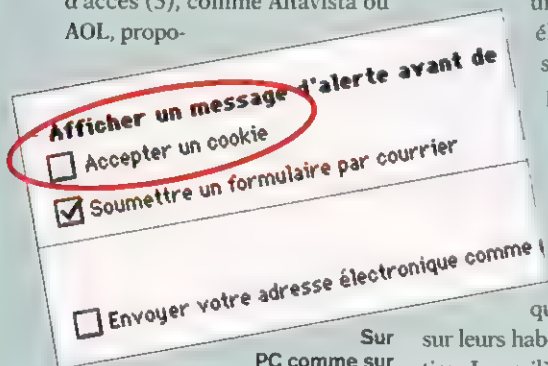 d'accès (3), comme Altavista ou
AOL, propo-
Afficher un message d'alerte avant de
Accepter un cookie
Soumettre un formulaire par courrier
Envoyer votre adresse électronique comme
Sur
PC comme sur
sur leurs hab